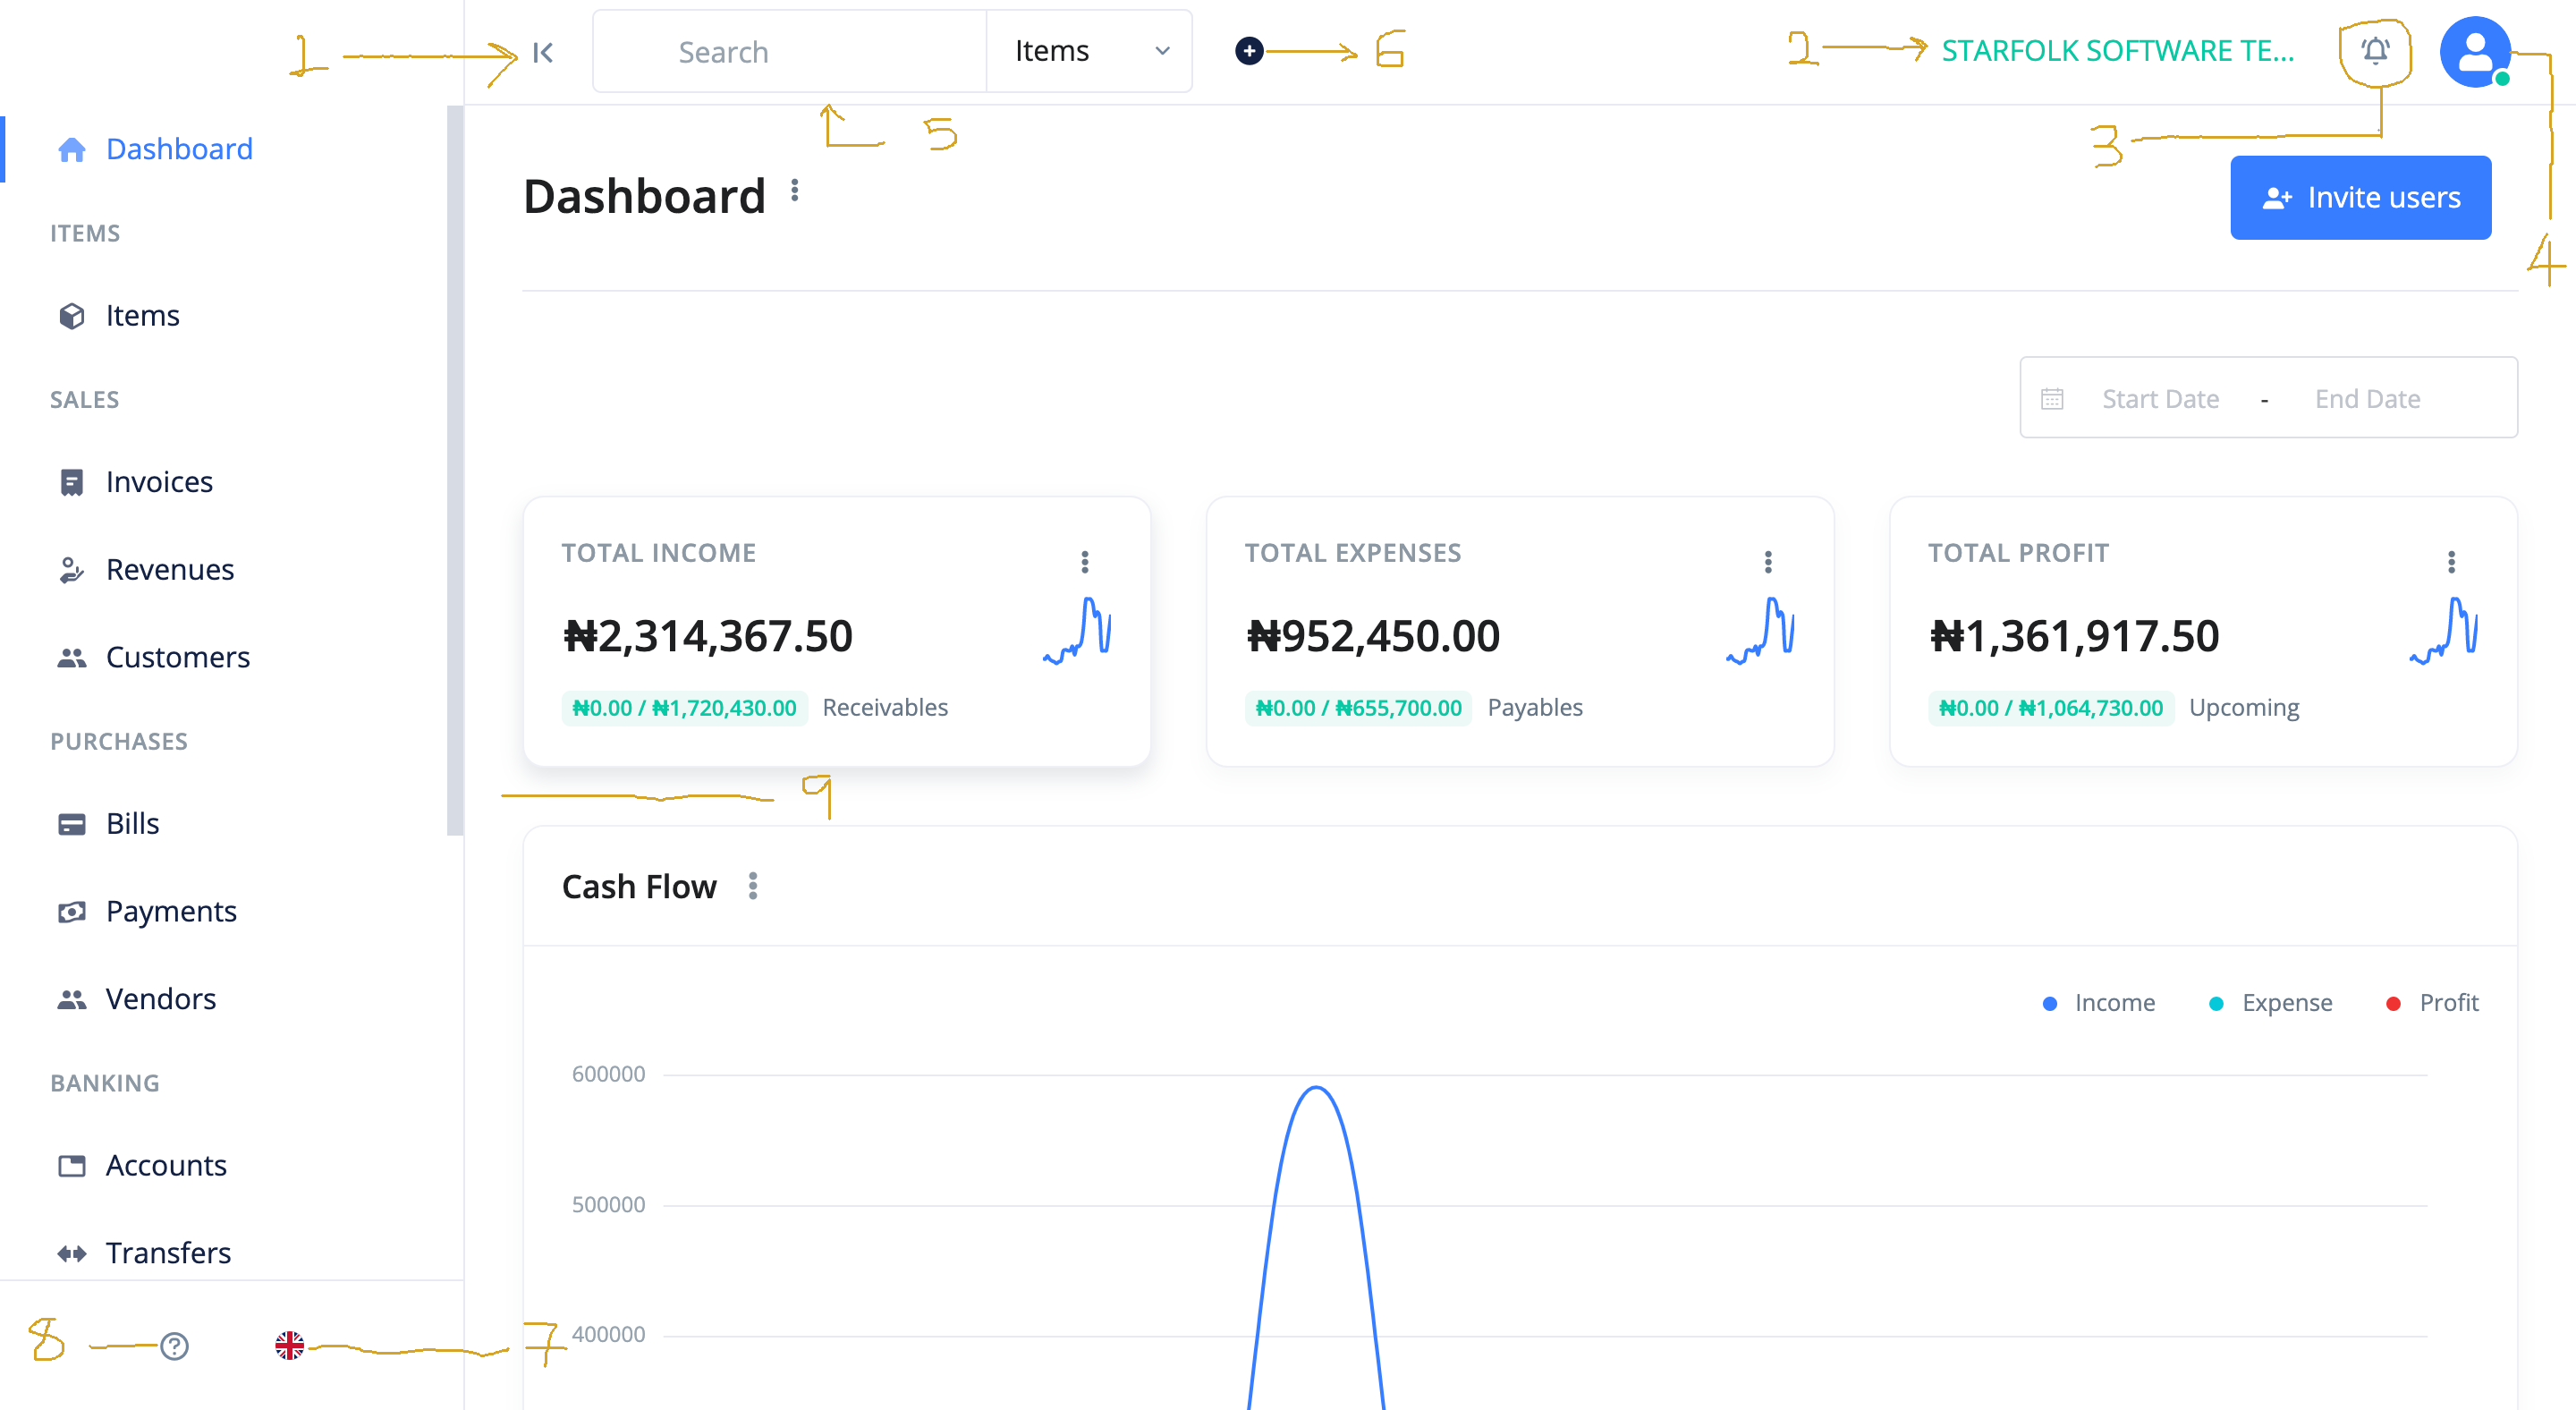 1
Search
Items
6
2
STARFOLK SOFTWARE TE...
5
3
4
Dashboard
ITEMS
Items
SALES
Invoices
Revenues
Customers
PURCHASES
Bills
Payments
Vendors
BANKING
Accounts
Transfers
8
7
Dashboard
Invite users
Start Date - End Date
TOTAL INCOME
₦2,314,367.50
₦0.00 / ₦1,720,430.00 Receivables
TOTAL EXPENSES
₦952,450.00
₦0.00 / ₦655,700.00 Payables
TOTAL PROFIT
₦1,361,917.50
₦0.00 / ₦1,064,730.00 Upcoming
9
Cash Flow
Income
Expense
Profit
600000
500000
400000